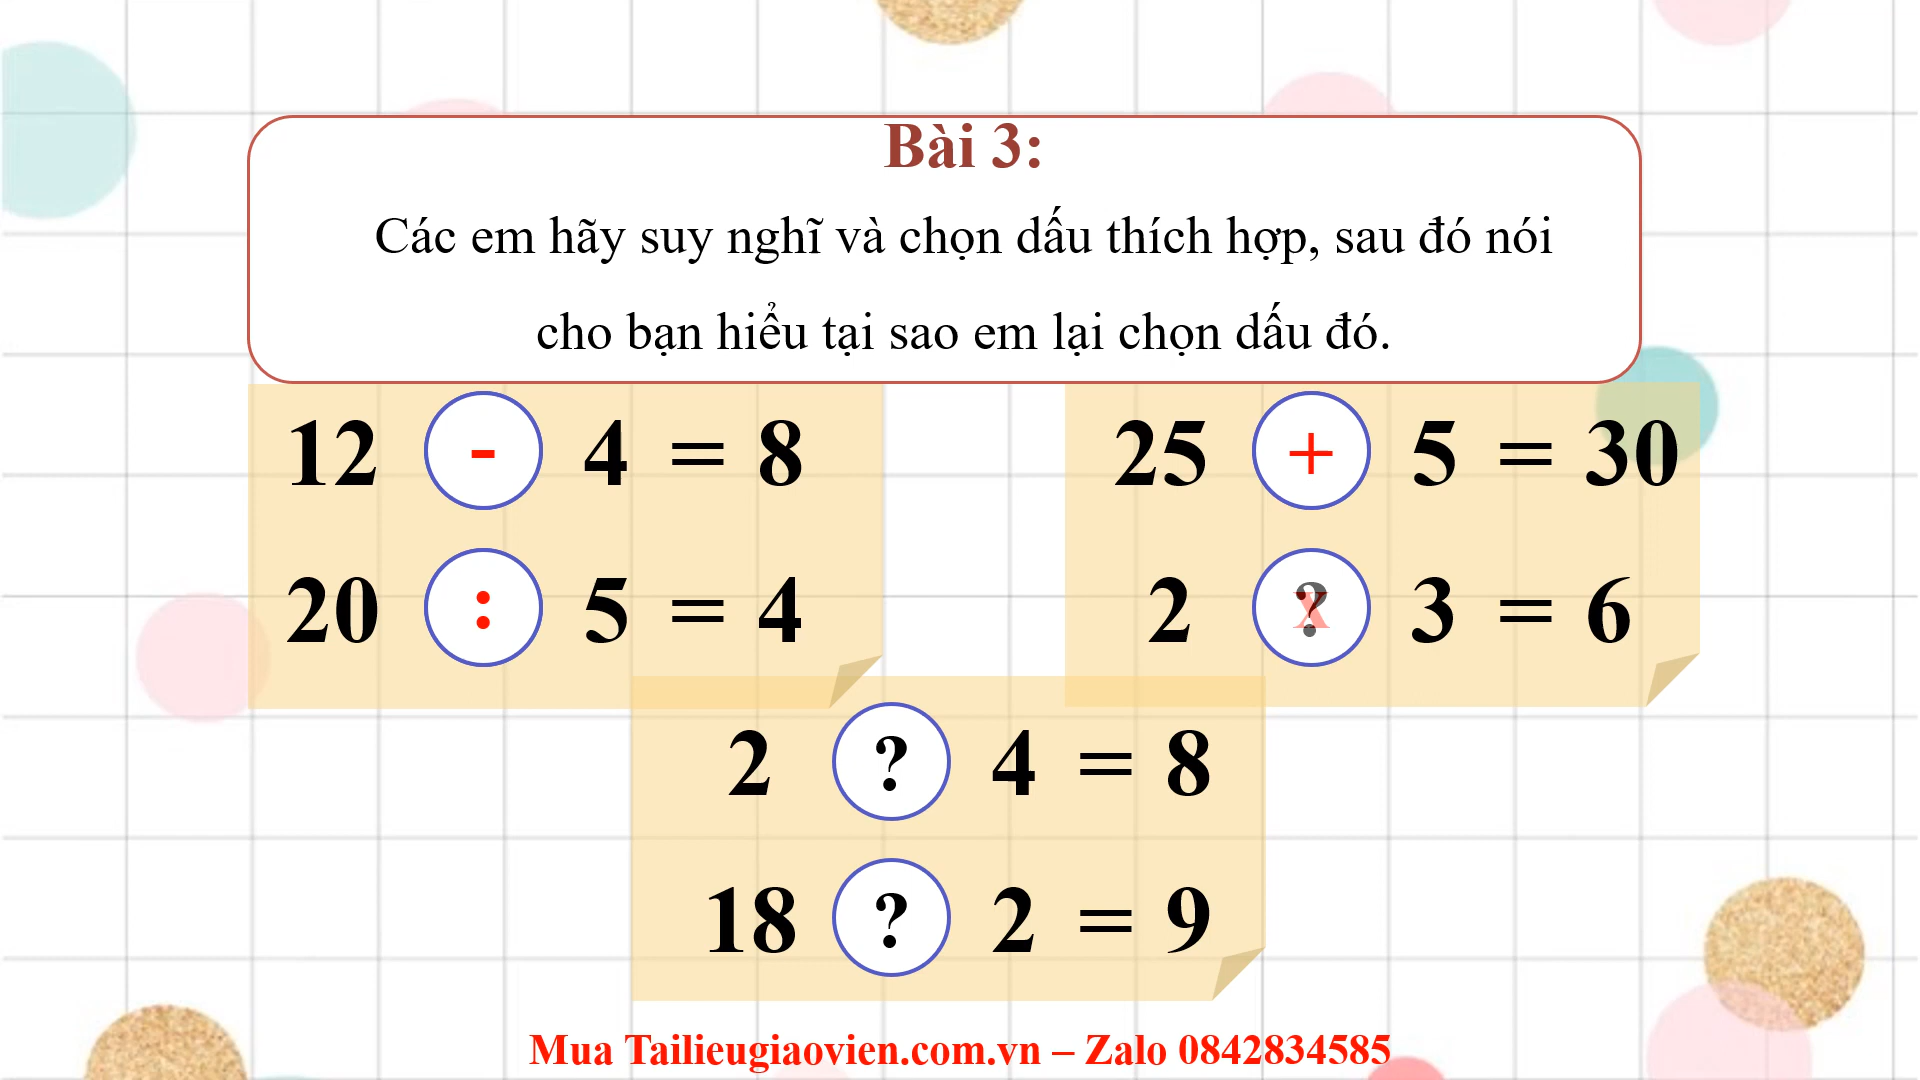 Bài 3:
Các em hãy suy nghĩ và chọn dấu thích hợp, sau đó nói
cho bạn hiểu tại sao em lại chọn dấu đó.
12 - 4 = 8
20 : 5 = 4
25 + 5 = 30
2 x 3 = 6
2 ? 4 = 8
18 ? 2 = 9
Mua Tailieugiaovien.com.vn – Zalo 0842834585